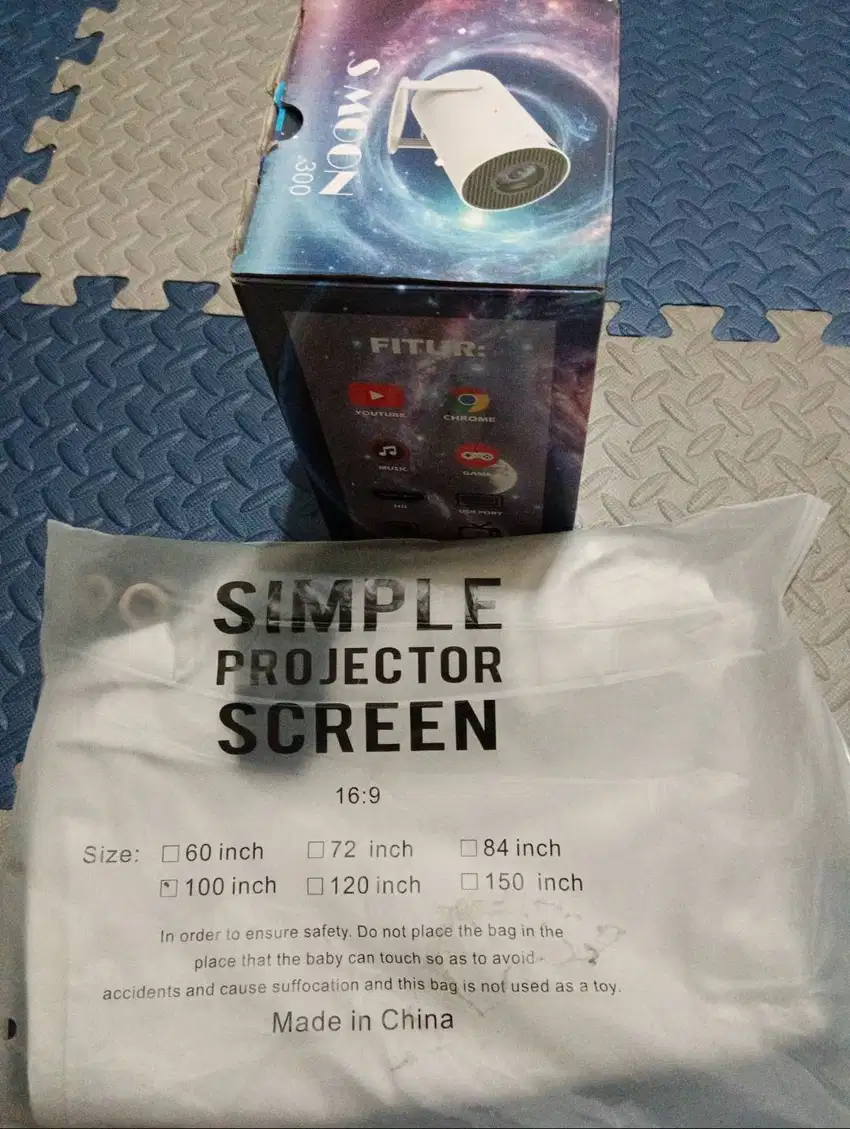 S MOON
300
FITUR:
YOUTUBE
CHROME
MUSIC
GAME
HD
USB PORT
SIMPLE
PROJECTOR
SCREEN
16:9
Size: 60 inch 72 inch 84 inch
100 inch 120 inch 150 inch
In order to ensure safety. Do not place the bag in the
place that the baby can touch so as to avoid
accidents and cause suffocation and this bag is not used as a toy.
Made in China